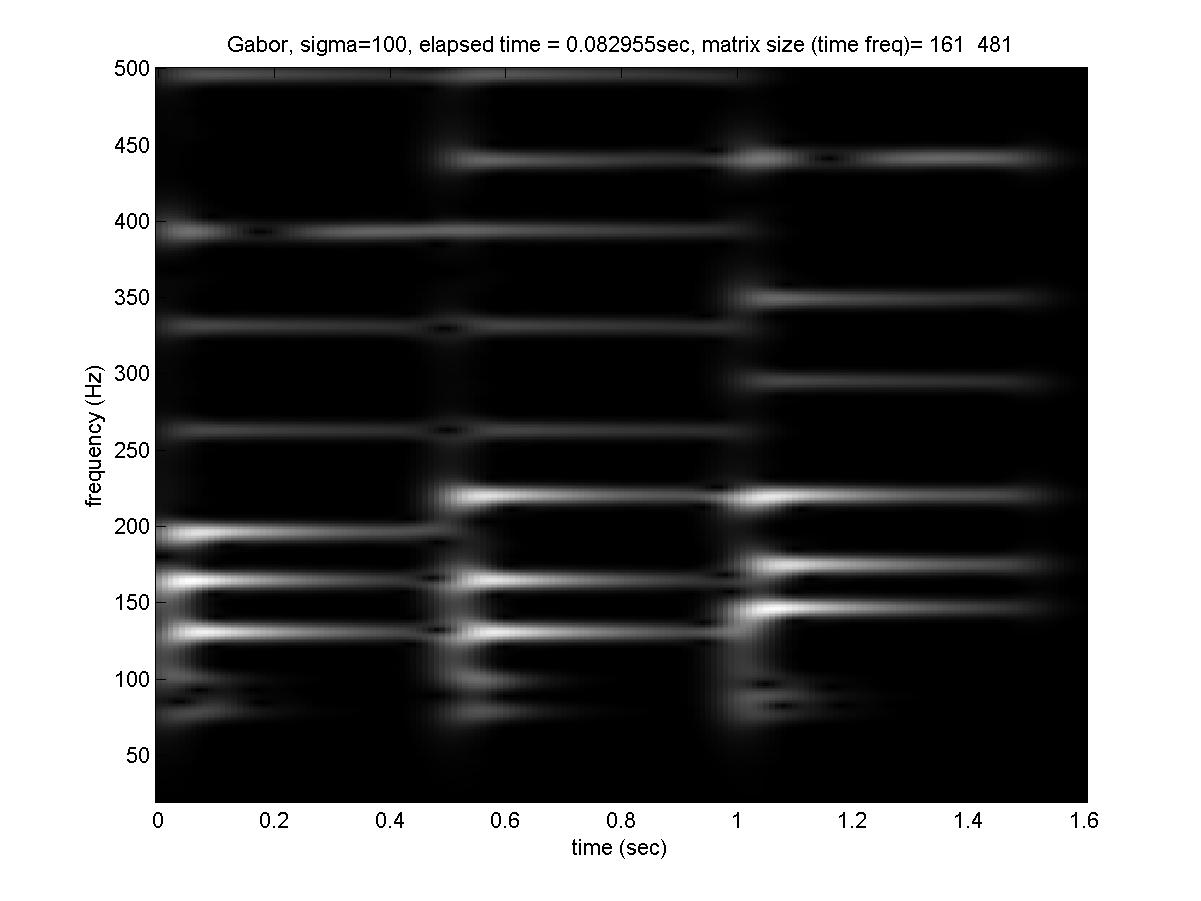 Gabor, sigma=100, elapsed time = 0.082955sec, matrix size (time freq)= 161  481
500
450
400
350
300
250
200
150
100
50
frequency (Hz)
0 0.2 0.4 0.6 0.8 1 1.2 1.4 1.6
time (sec)